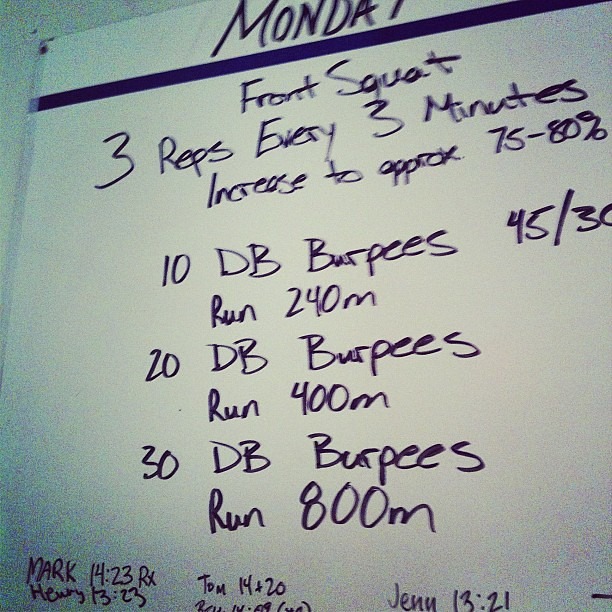 MONDAY
Front Squat
3 Reps Every 3 Minutes
Increase to approx. 75-80%
10 DB Burpees 45/30
Run 240m
20 DB Burpees
Run 400m
30 DB Burpees
Run 800m
MARK 14:23 Rx
Henry 13:23
Tom 14+20
Jeny 13:21